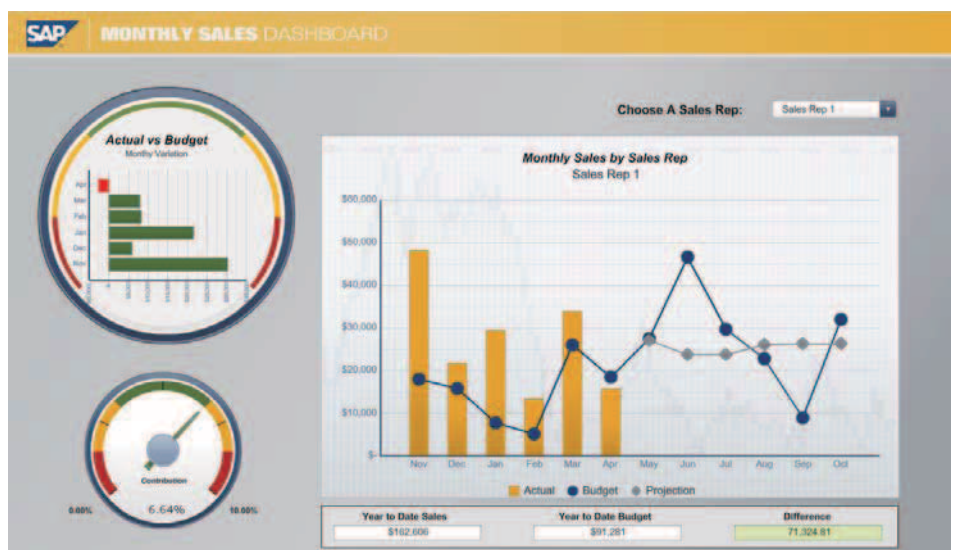 SAP MONTHLY SALES DASHBOARD
Choose A Sales Rep: Sales Rep 1
Actual vs Budget
Monthly Variation
Apr
Mar
Feb
Jan
Dec
Nov
Monthly Sales by Sales Rep
Sales Rep 1
$60,000
$50,000
$40,000
$30,000
$20,000
$10,000
$-
Nov Dec Jan Feb Mar Apr May Jun Jul Aug Sep Oct
Actual Budget Projection
Contribution
0.00% 6.64% 10.00%
Year to Date Sales Year to Date Budget Difference
$162,606 $91,281 71,324.81